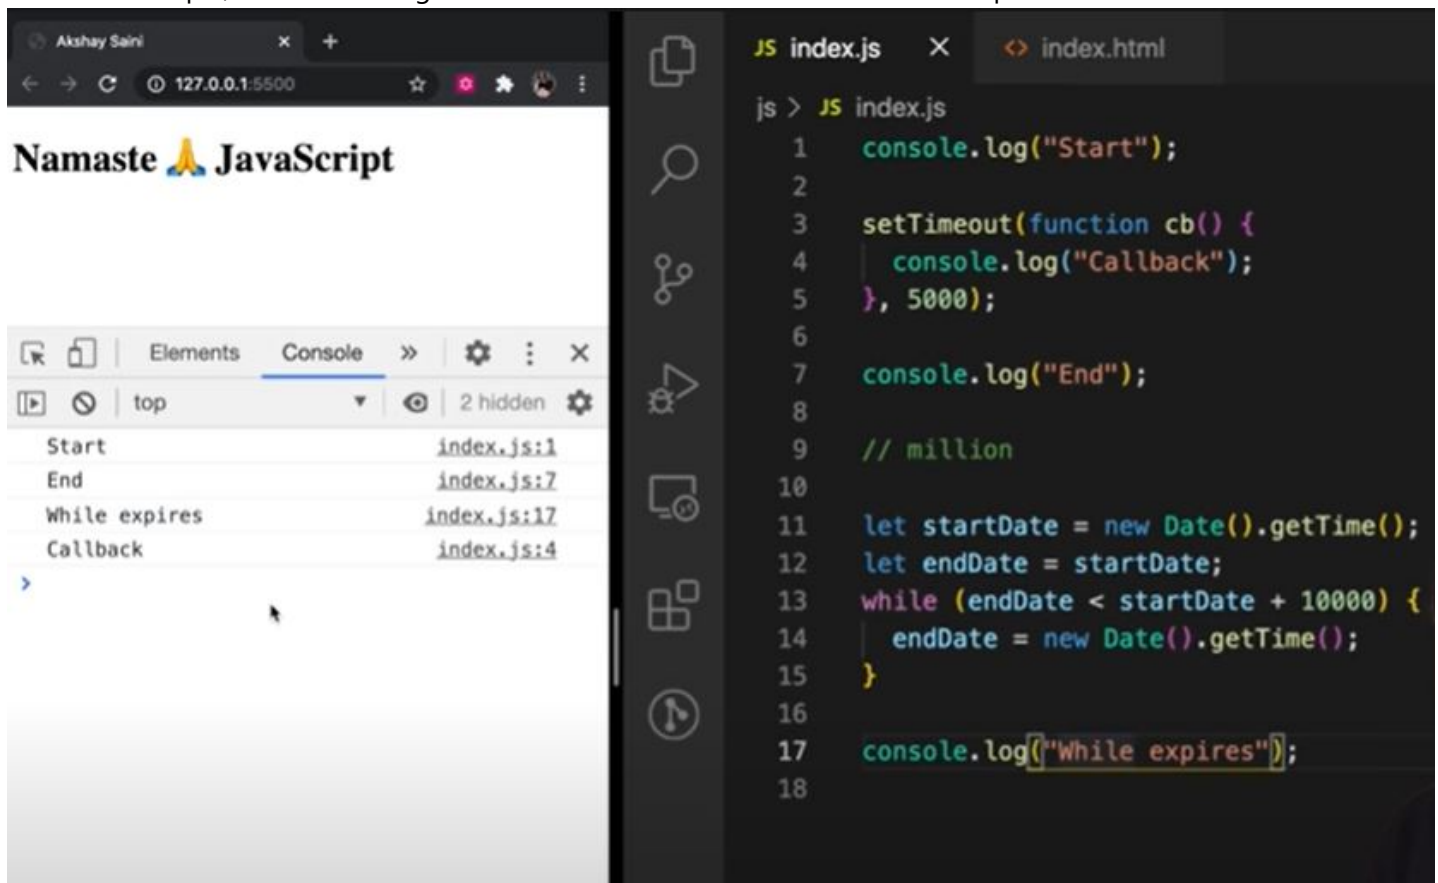 Akshay Saini
127.0.0.1:5500
Namaste 🙏 JavaScript
Elements Console »
top 2 hidden
Start index.js:1
End index.js:7
While expires index.js:17
Callback index.js:4
>
JS index.js <> index.html
js > JS index.js
1 console.log("Start");
2
3 setTimeout(function cb() {
4 console.log("Callback");
5 }, 5000);
6
7 console.log("End");
8
9 // million
10
11 let startDate = new Date().getTime();
12 let endDate = startDate;
13 while (endDate < startDate + 10000) {
14 endDate = new Date().getTime();
15 }
16
17 console.log("While expires");
18